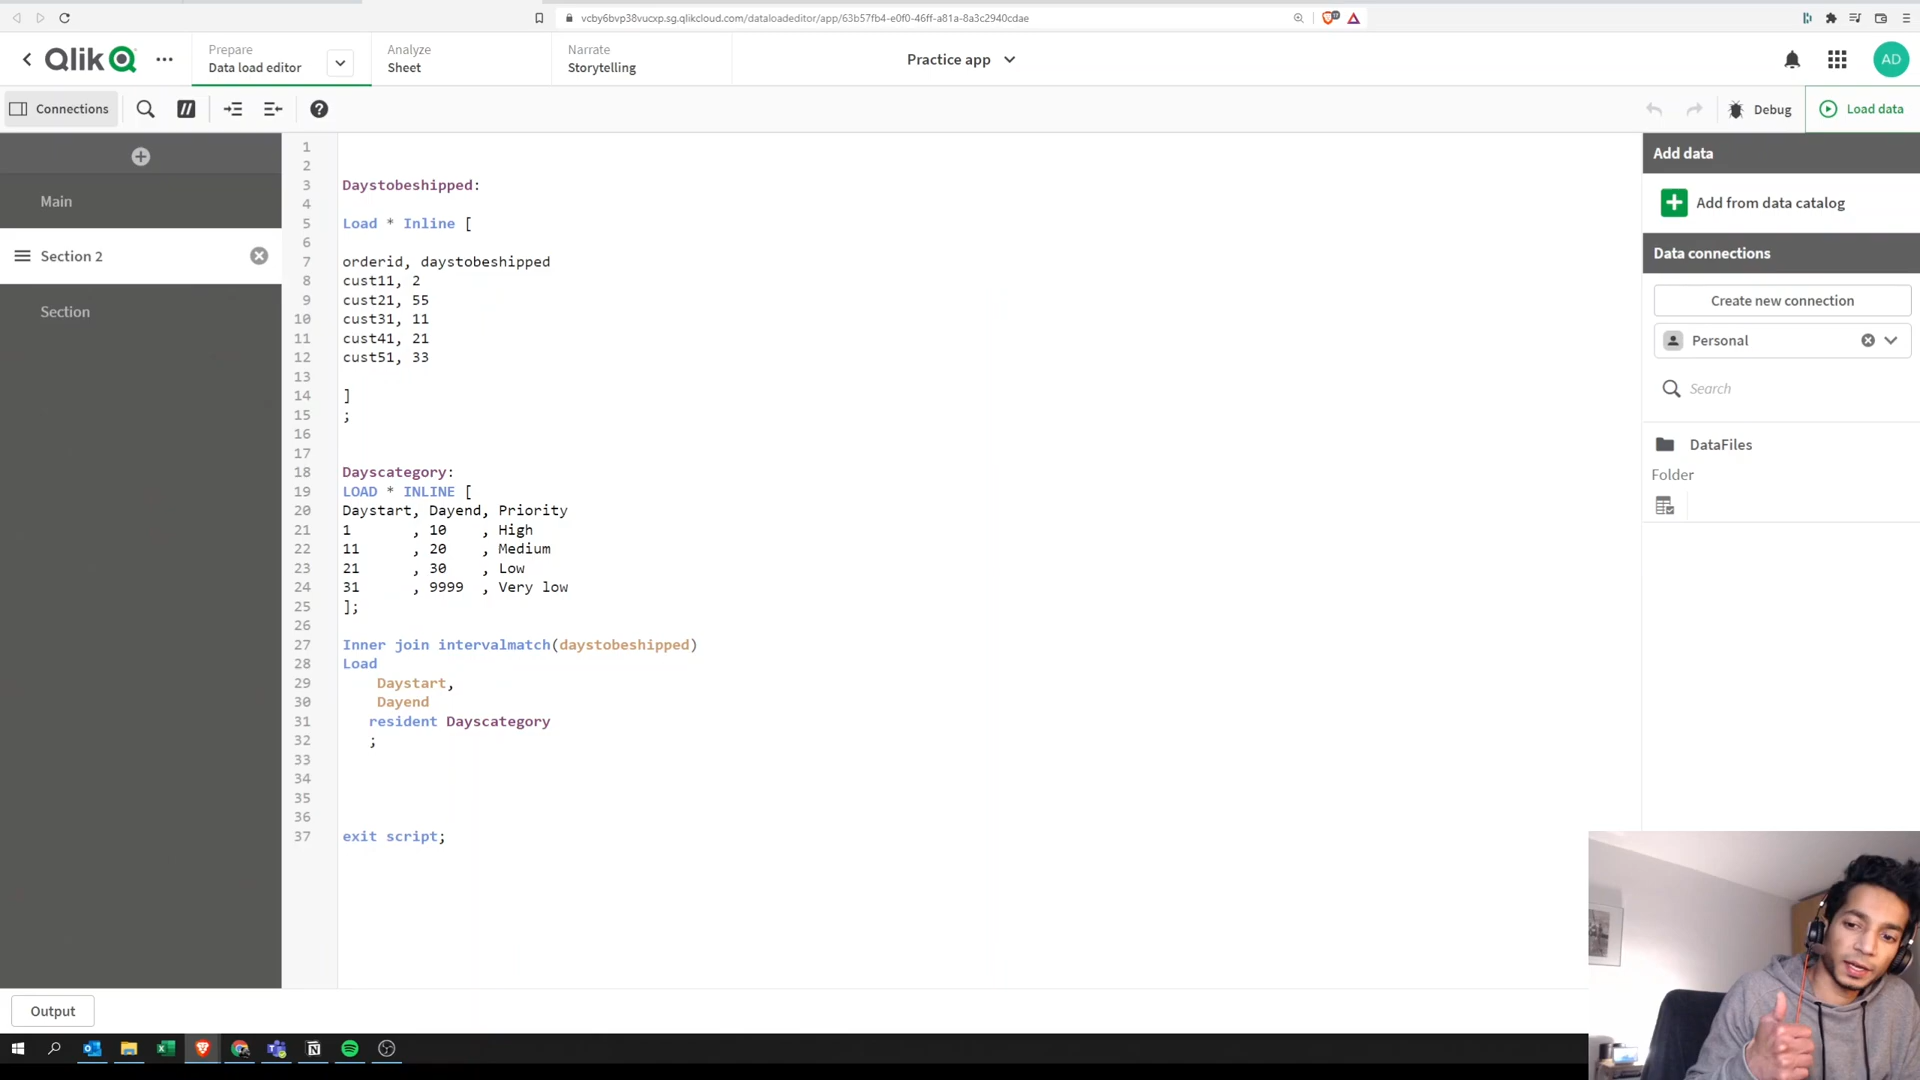 vcby6bvp38vucxp.sg.qlikcloud.com/dataloadeditor/app/63b57fb4-e0f0-46ff-a81a-8a3c2940cdae
Qlik
Prepare
Data load editor
Analyze
Sheet
Narrate
Storytelling
Practice app
AD
Connections
Debug
Load data
Main
Section 2
Section
1
2
3 Daystobeshipped:
4
5 Load * Inline [
6
7 orderid, daystobeshipped
8 cust11, 2
9 cust21, 55
10 cust31, 11
11 cust41, 21
12 cust51, 33
13
14 ]
15 ;
16
17
18 Dayscategory:
19 LOAD * INLINE [
20 Daystart, Dayend, Priority
21 1 , 10 , High
22 11 , 20 , Medium
23 21 , 30 , Low
24 31 , 9999 , Very low
25 ];
26
27 Inner join intervalmatch(daystobeshipped)
28 Load
29 Daystart,
30 Dayend
31 resident Dayscategory
32 ;
33
34
35
36
37 exit script;
Add data
Add from data catalog
Data connections
Create new connection
Personal
Search
DataFiles
Folder
Output